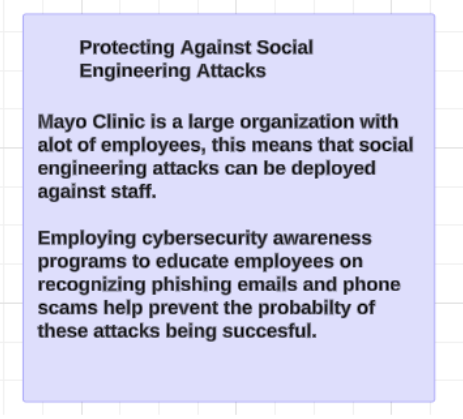 Protecting Against Social
Engineering Attacks
Mayo Clinic is a large organization with
alot of employees, this means that social
engineering attacks can be deployed
against staff.
Employing cybersecurity awareness
programs to educate employees on
recognizing phishing emails and phone
scams help prevent the probabilty of
these attacks being succesful.